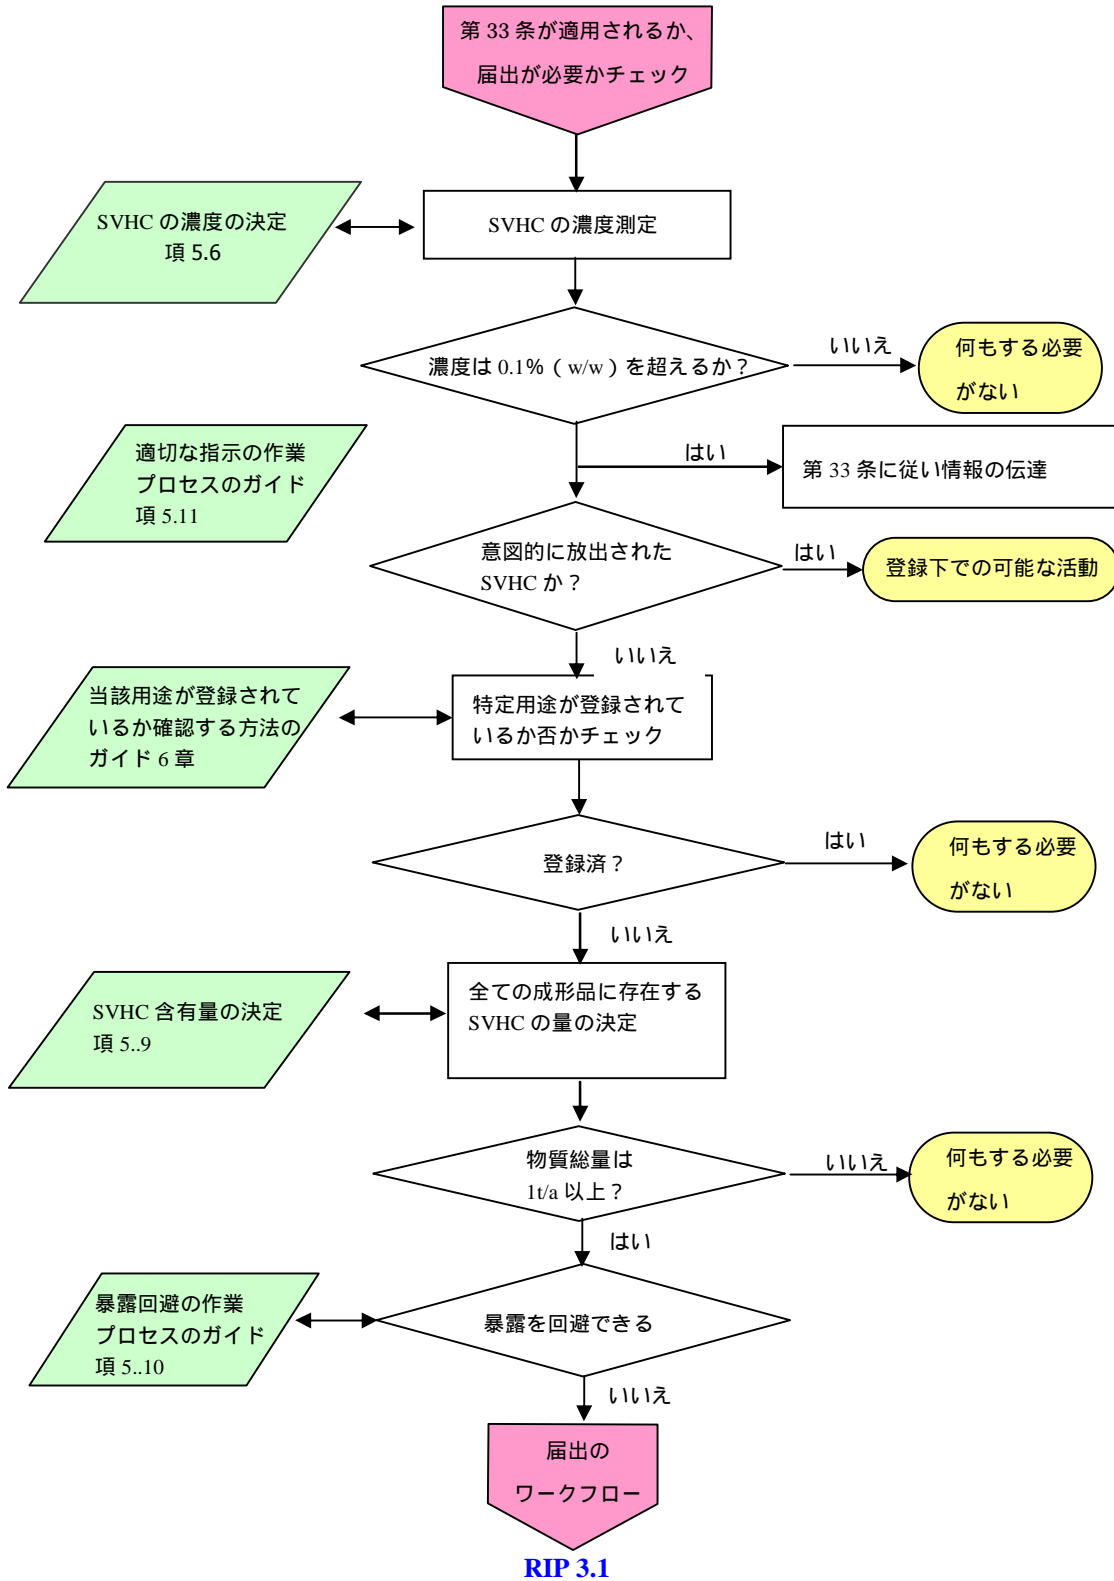 第 33 条が適用されるか、
届出が必要かチェック
SVHC の濃度の決定
項 5.6
SVHC の濃度測定
濃度は 0.1%（w/w）を超えるか？
いいえ
何もする必要
がない
適切な指示の作業
プロセスのガイド
項 5.11
はい
第 33 条に従い情報の伝達
意図的に放出された
SVHC か？
はい
登録下での可能な活動
いいえ
当該用途が登録されて
いるか確認する方法の
ガイド 6 章
特定用途が登録されて
いるか否かチェック
登録済？
はい
何もする必要
がない
いいえ
SVHC 含有量の決定
項 5..9
全ての成形品に存在する
SVHC の量の決定
物質総量は
1t/a 以上？
いいえ
何もする必要
がない
はい
暴露回避の作業
プロセスのガイド
項 5..10
暴露を回避できる
いいえ
届出の
ワークフロー
RIP 3.1